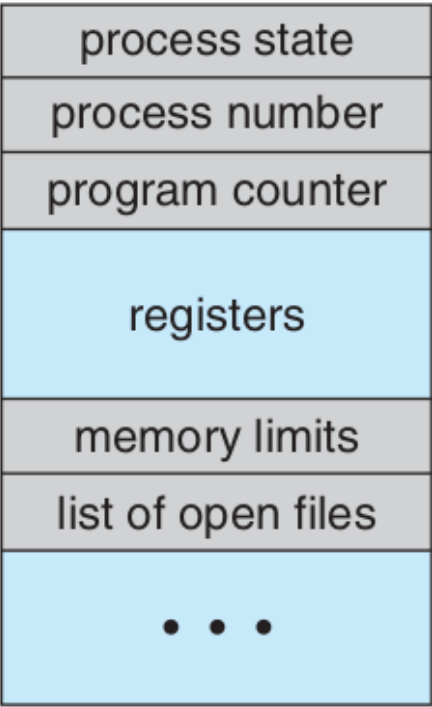 process state
process number
program counter
registers
memory limits
list of open files
• • •